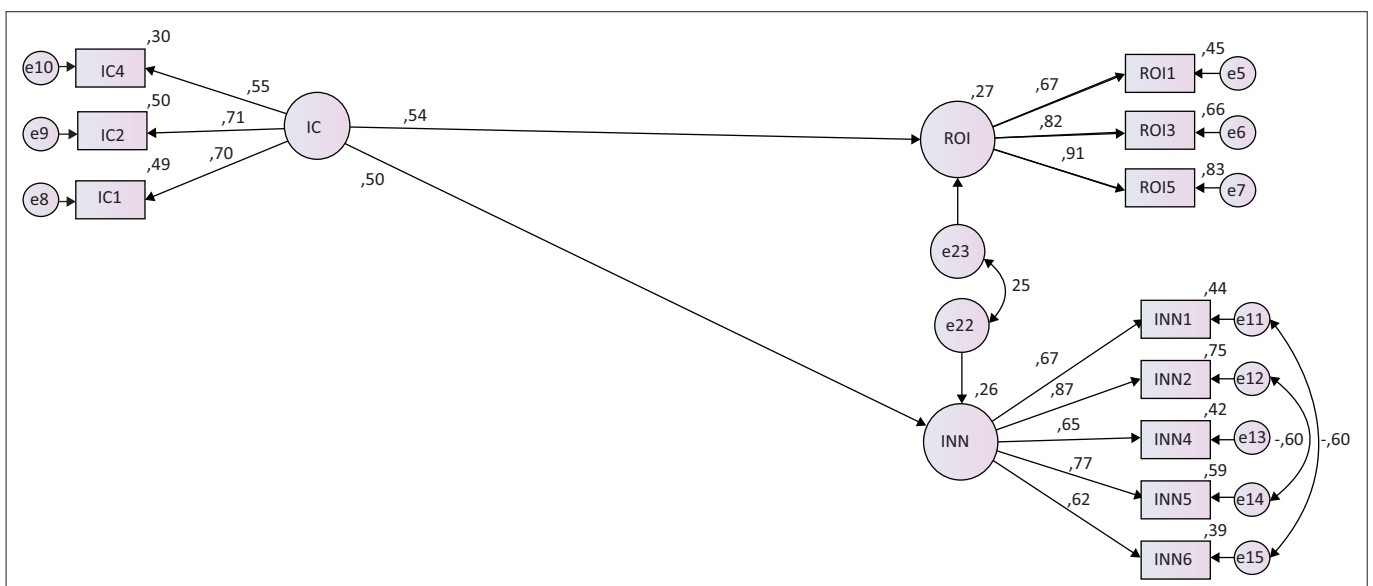 ,30
e10
IC4
,55
,50
e9
IC2
,71
,49
e8
IC1
,70
IC
,54
,50
,27
ROI
,67
,82
,91
,45
ROI1
e5
,66
ROI3
e6
,83
ROI5
e7
e23
25
e22
,26
INN
,67
,87
,65
,77
,62
,44
INN1
e11
,75
INN2
e12
,42
INN4
e13
-,60
-,60
,59
INN5
e14
,39
INN6
e15